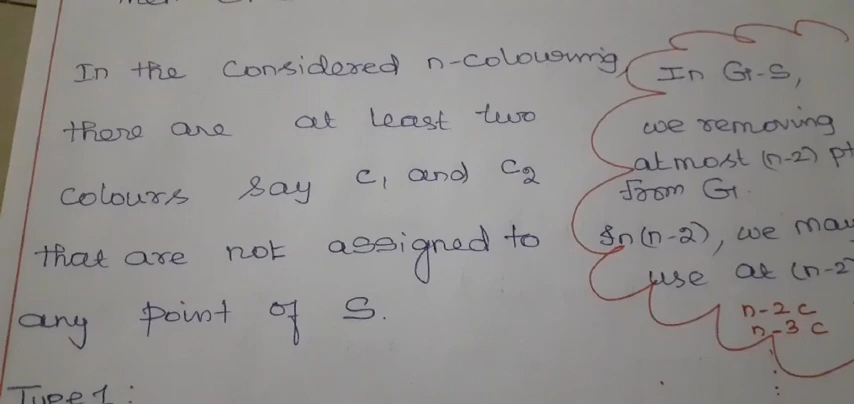 In the Considered n-colouring,
there are at least two
colours say c₁ and c₂
that are not assigned to
any point of S.
Type 1:
In G-S,
we removing
atmost (n-2) pt
from G.
In (n-2), we may
use at (n-2
n-2 c
n-3 c